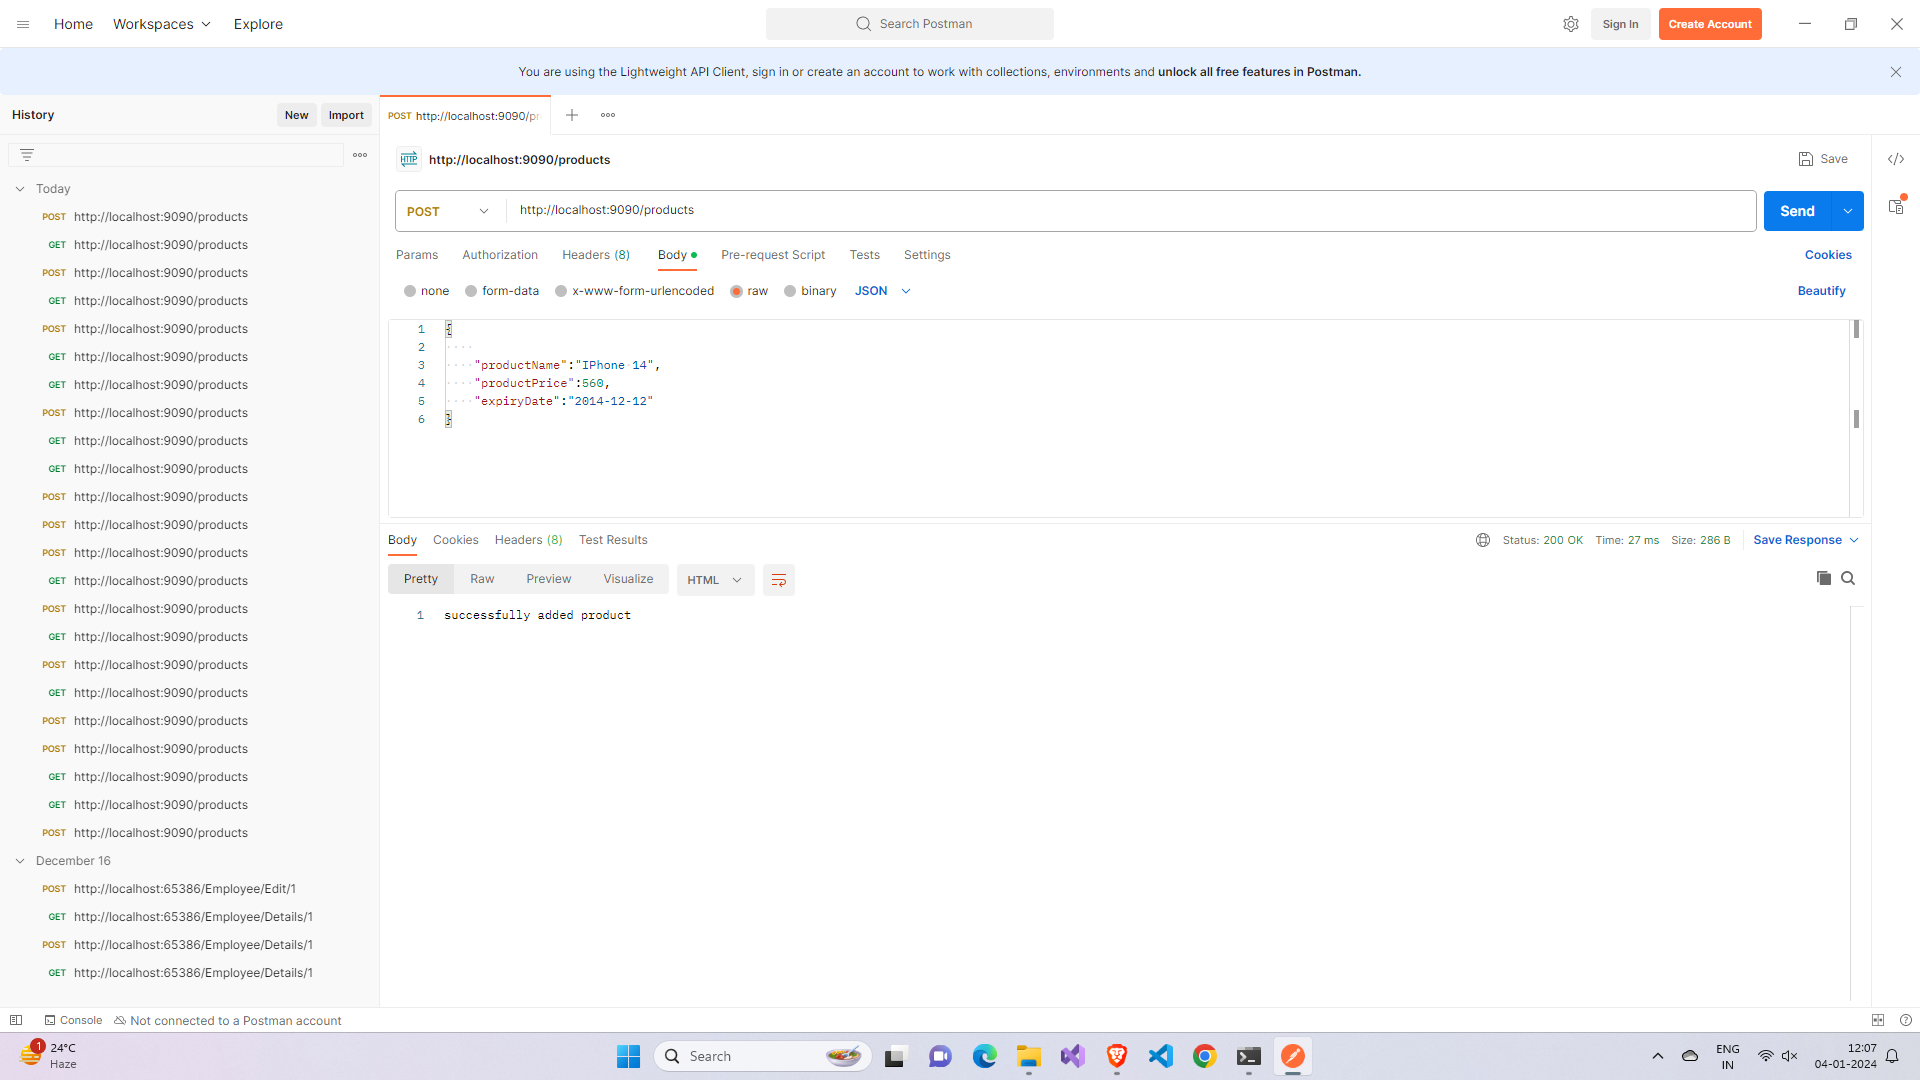 Home Workspaces Explore Search Postman Sign In Create Account
You are using the Lightweight API Client, sign in or create an account to work with collections, environments and unlock all free features in Postman.
History New Import
POST http://localhost:9090/pr
http://localhost:9090/products Save
POST http://localhost:9090/products Send
Params Authorization Headers (8) Body Pre-request Script Tests Settings Cookies
none form-data x-www-form-urlencoded raw binary JSON Beautify
1 {
2
3 "productName":"IPhone 14",
4 "productPrice":560,
5 "expiryDate":"2014-12-12"
6 }
Body Cookies Headers (8) Test Results Status: 200 OK Time: 27 ms Size: 286 B Save Response
Pretty Raw Preview Visualize HTML
1 successfully added product
Today
POST http://localhost:9090/products
GET http://localhost:9090/products
POST http://localhost:9090/products
GET http://localhost:9090/products
POST http://localhost:9090/products
GET http://localhost:9090/products
GET http://localhost:9090/products
POST http://localhost:9090/products
GET http://localhost:9090/products
GET http://localhost:9090/products
POST http://localhost:9090/products
POST http://localhost:9090/products
POST http://localhost:9090/products
GET http://localhost:9090/products
POST http://localhost:9090/products
GET http://localhost:9090/products
POST http://localhost:9090/products
GET http://localhost:9090/products
POST http://localhost:9090/products
POST http://localhost:9090/products
GET http://localhost:9090/products
GET http://localhost:9090/products
POST http://localhost:9090/products
December 16
POST http://localhost:65386/Employee/Edit/1
GET http://localhost:65386/Employee/Details/1
POST http://localhost:65386/Employee/Details/1
GET http://localhost:65386/Employee/Details/1
Console Not connected to a Postman account
1
24°C
Haze
Search
ENG
IN
12:07
04-01-2024